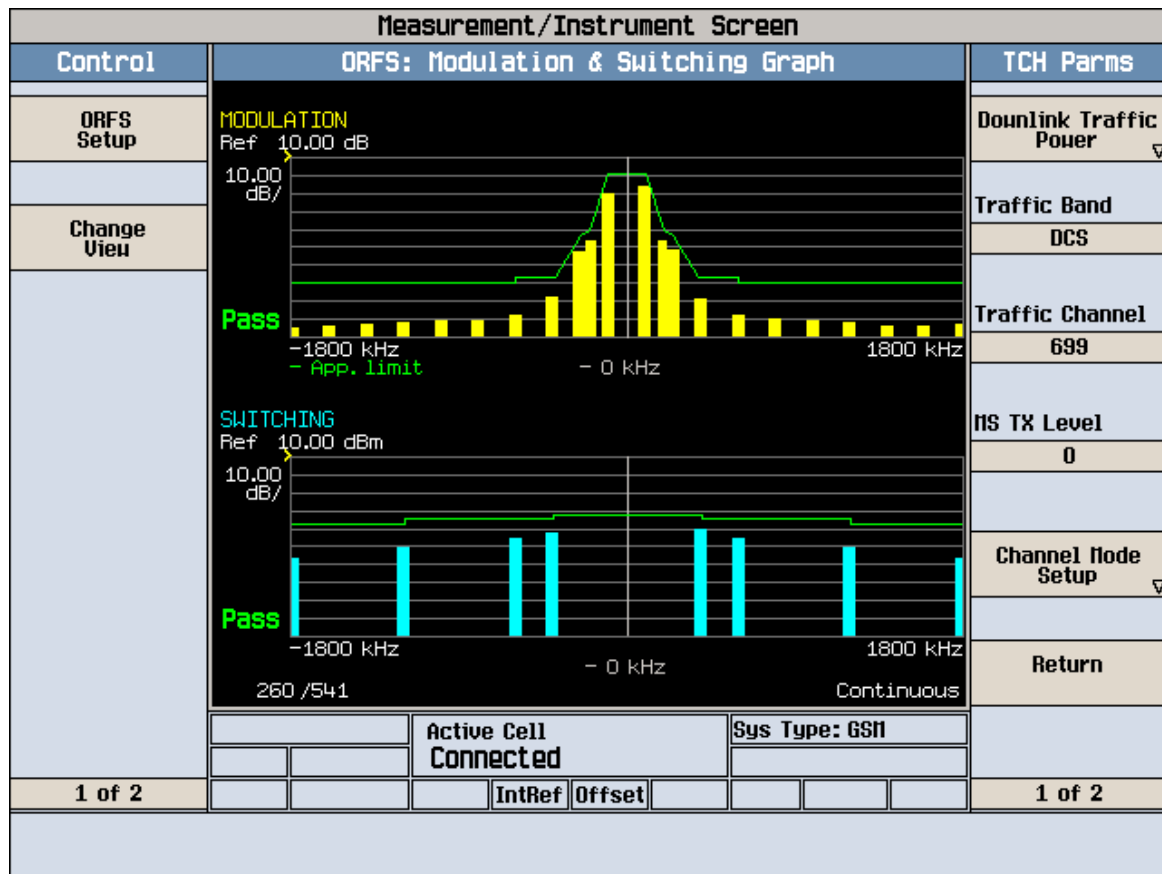 Measurement/Instrument Screen
Control
ORFS: Modulation & Switching Graph
TCH Parms
ORFS
Setup
Change
View
1 of 2
MODULATION
Ref 10.00 dB
10.00
dB/
Pass
-1800 kHz
1800 kHz
- App. limit
- 0 kHz
SWITCHING
Ref 10.00 dBm
10.00
dB/
Pass
-1800 kHz
1800 kHz
- 0 kHz
260 /541
Continuous
Active Cell
Connected
Sys Type: GSM
IntRef
Offset
Downlink Traffic
Power
Traffic Band
DCS
Traffic Channel
699
MS TX Level
0
Channel Mode
Setup
Return
1 of 2